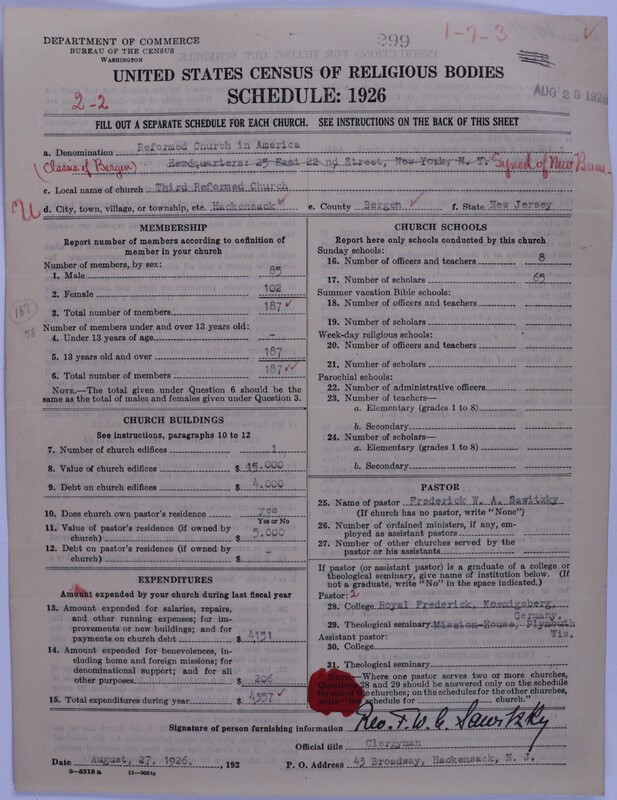 DEPARTMENT OF COMMERCE
BUREAU OF THE CENSUS
WASHINGTON
299
1-7-3
UNITED STATES CENSUS OF RELIGIOUS BODIES
SCHEDULE: 1926
2-2
AUG 28 1926
FILL OUT A SEPARATE SCHEDULE FOR EACH CHURCH. SEE INSTRUCTIONS ON THE BACK OF THIS SHEET
a. Denomination Reformed Church in America
(Classis of Bergen) Headquarters: 25 East 22 nd Street, New York, N. Y. Synod of New Bruns.
c. Local name of church Third Reformed Church
U d. City, town, village, or township, etc. Hackensack e. County Bergen f. State New Jersey
MEMBERSHIP
Report number of members according to definition of
member in your church
Number of members, by sex:
1. Male 85
2. Female 102
3. Total number of members 187
187
78
Number of members under and over 13 years old:
4. Under 13 years of age -
5. 13 years old and over 187
6. Total number of members 187
NOTE.—The total given under Question 6 should be
same as the total of males and females given under Question 3.
CHURCH BUILDINGS
See instructions, paragraphs 10 to 12
7. Number of church edifices 1
8. Value of church edifices $ 15.000
9. Debt on church edifices $ 4.000
10. Does church own pastor's residence yes
Yes or No
11. Value of pastor's residence (if owned by
church) $ 5.000
12. Debt on pastor's residence (if owned by
church) $ -
EXPENDITURES
Amount expended by your church during last fiscal year
13. Amount expended for salaries, repairs,
and other running expenses; for im-
provements or new buildings; and for
payments on church debt $ 4151
14. Amount expended for benevolences, in-
cluding home and foreign missions; for
denominational support; and for all
other purposes $ 206
15. Total expenditures during year $ 4357
CHURCH SCHOOLS
Report here only schools conducted by this church
Sunday schools:
16. Number of officers and teachers 8
17. Number of scholars 65
Summer vacation Bible schools:
18. Number of officers and teachers
19. Number of scholars
Week-day religious schools:
20. Number of officers and teachers
21. Number of scholars
Parochial schools:
22. Number of administrative officers
23. Number of teachers—
a. Elementary (grades 1 to 8)
b. Secondary
24. Number of scholars—
a. Elementary (grades 1 to 8)
b. Secondary
PASTOR
25. Name of pastor Frederick W. A. Sawitzky
(If church has no pastor, write "None")
26. Number of ordained ministers, if any, em-
ployed as assistant pastors
27. Number of other churches served by the
pastor or his assistants
If pastor (or assistant pastor) is a graduate of a college or
theological seminary, give name of institution below. (If
not a graduate, write "No" in the space indicated.)
Pastor: 2
28. College Royal Frederick, Koenigsberg,
Germany.
29. Theological seminary Mission-House, Plymouth
Wis.
Assistant pastor:
30. College
31. Theological seminary
NOTE.—Where one pastor serves two or more churches,
Questions 28 and 29 should be answered only on the schedule
for one of the churches; on the schedules for the other churches,
write "See schedule for church."
Signature of person furnishing information Rev. F. W. A. Sawitzky
Official title Clergyman
Date August, 27. 1926. , 192
P. O. Address 43 Broadway, Hackensack, N. J.
8-5318 a 11-9554